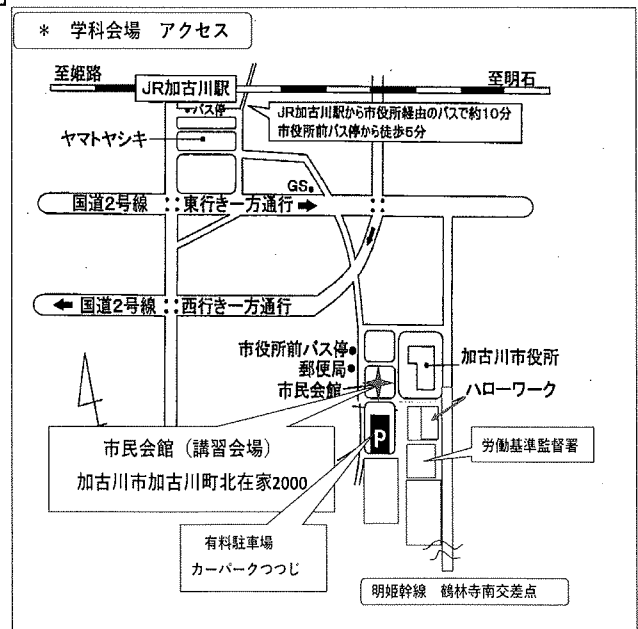 * 学科会場 アクセス
至姫路
JR加古川駅
至明石
バス停
JR加古川駅から市役所経由のバスで約10分
市役所前バス停から徒歩5分
ヤマトヤシキ
GS
国道2号線
東行き一方通行
国道2号線
西行き一方通行
市役所前バス停
郵便局
市民会館
加古川市役所
ハローワーク
P
市民会館（講習会場）
加古川市加古川町北在家2000
労働基準監督署
有料駐車場
カーパークつつじ
明姫幹線 鶴林寺南交差点